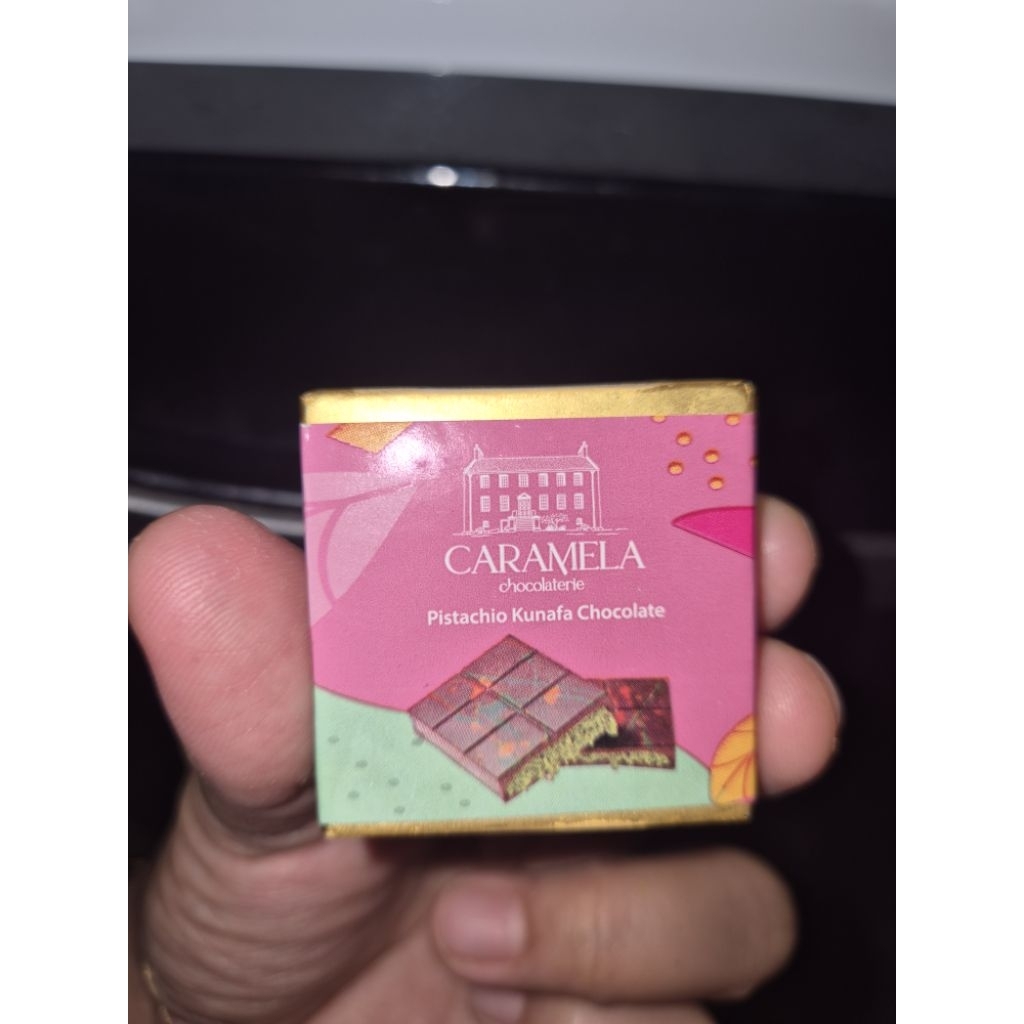 CARAMELA
chocolaterie
Pistachio Kunafa Chocolate